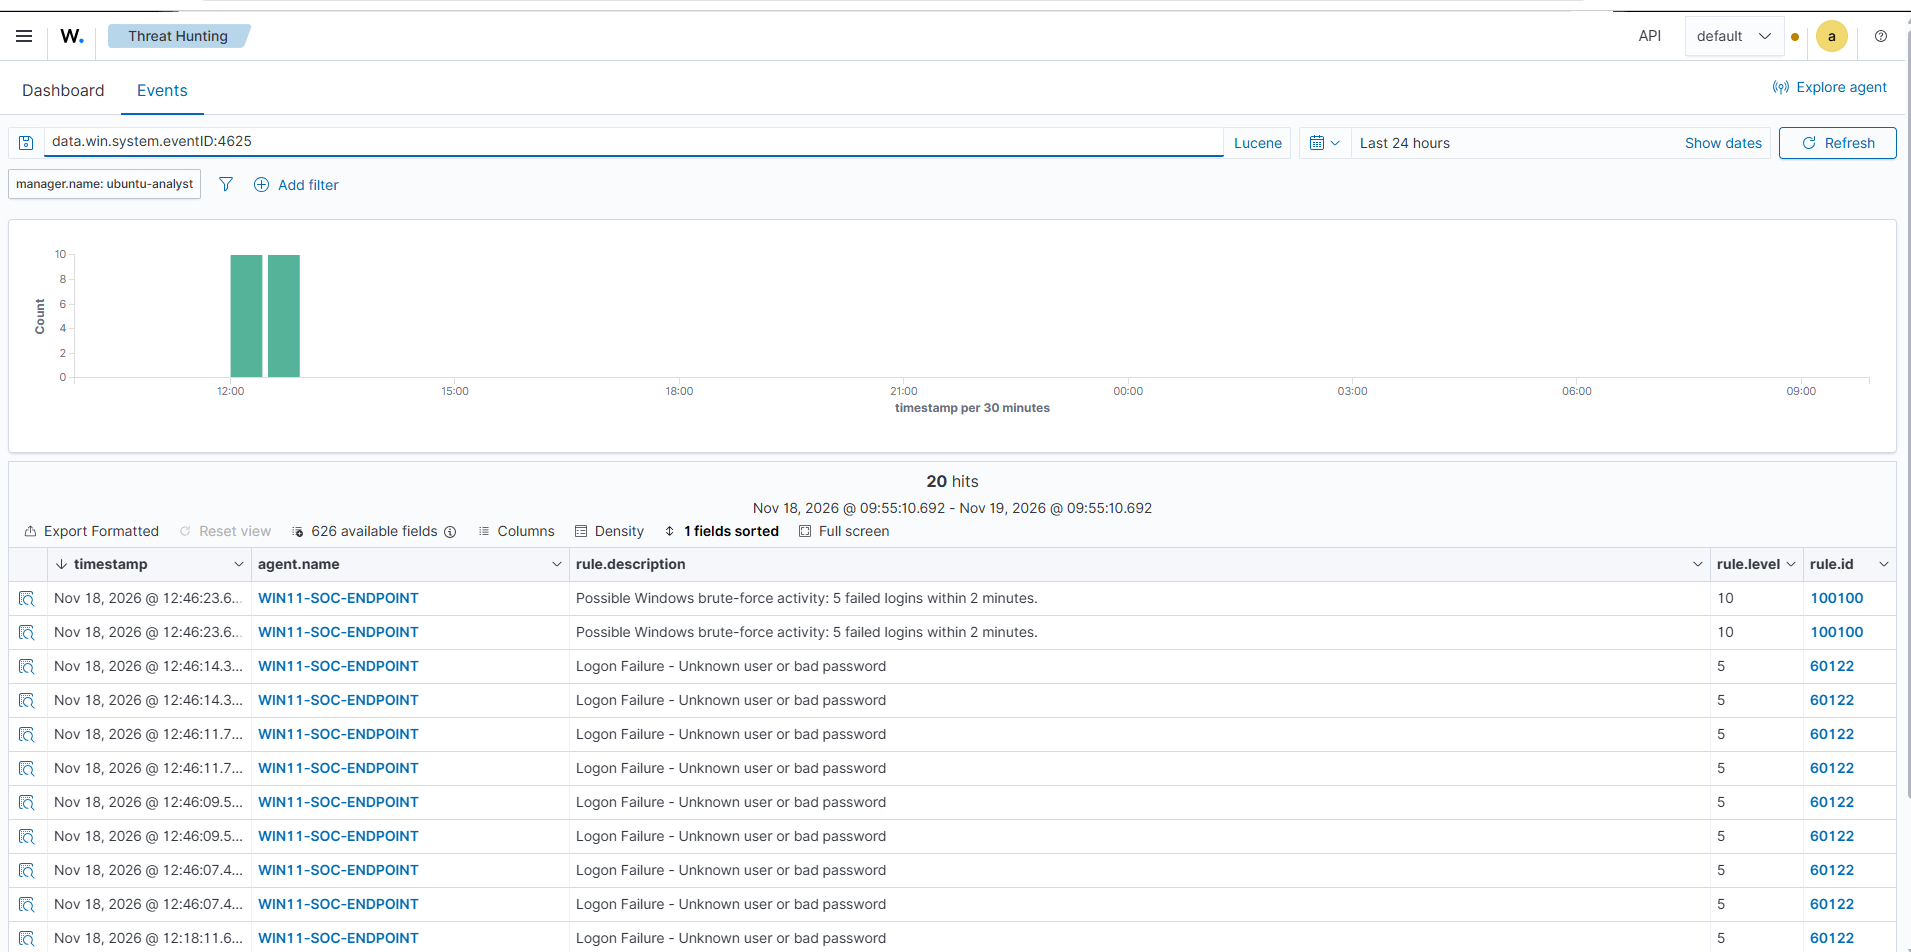 W. Threat Hunting API default a
Dashboard Events Explore agent
data.win.system.eventID:4625 Lucene Last 24 hours Show dates Refresh
manager.name: ubuntu-analyst Add filter
10
8
6
4
2
0
Count
12:00 15:00 18:00 21:00 00:00 03:00 06:00 09:00
timestamp per 30 minutes
20 hits
Nov 18, 2026 @ 09:55:10.692 - Nov 19, 2026 @ 09:55:10.692
Export Formatted Reset view 626 available fields Columns Density 1 fields sorted Full screen
timestamp agent.name rule.description rule.level rule.id
Nov 18, 2026 @ 12:46:23.6... WIN11-SOC-ENDPOINT Possible Windows brute-force activity: 5 failed logins within 2 minutes. 10 100100
Nov 18, 2026 @ 12:46:23.6... WIN11-SOC-ENDPOINT Possible Windows brute-force activity: 5 failed logins within 2 minutes. 10 100100
Nov 18, 2026 @ 12:46:14.3... WIN11-SOC-ENDPOINT Logon Failure - Unknown user or bad password 5 60122
Nov 18, 2026 @ 12:46:14.3... WIN11-SOC-ENDPOINT Logon Failure - Unknown user or bad password 5 60122
Nov 18, 2026 @ 12:46:11.7... WIN11-SOC-ENDPOINT Logon Failure - Unknown user or bad password 5 60122
Nov 18, 2026 @ 12:46:11.7... WIN11-SOC-ENDPOINT Logon Failure - Unknown user or bad password 5 60122
Nov 18, 2026 @ 12:46:09.5... WIN11-SOC-ENDPOINT Logon Failure - Unknown user or bad password 5 60122
Nov 18, 2026 @ 12:46:09.5... WIN11-SOC-ENDPOINT Logon Failure - Unknown user or bad password 5 60122
Nov 18, 2026 @ 12:46:07.4... WIN11-SOC-ENDPOINT Logon Failure - Unknown user or bad password 5 60122
Nov 18, 2026 @ 12:46:07.4... WIN11-SOC-ENDPOINT Logon Failure - Unknown user or bad password 5 60122
Nov 18, 2026 @ 12:18:11.6... WIN11-SOC-ENDPOINT Logon Failure - Unknown user or bad password 5 60122